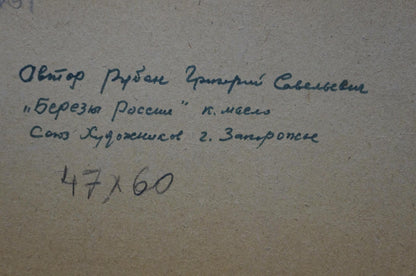 Автор Рубан Григорий Савельевич
„Березы России" к. масло
Союз Художников г. Запорожье
47х60